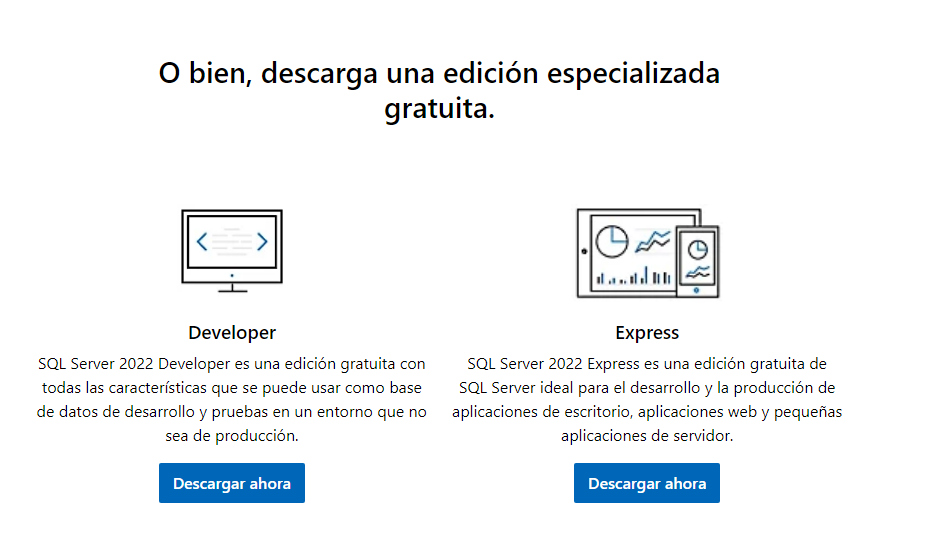 O bien, descarga una edición especializada
gratuita.
Developer
SQL Server 2022 Developer es una edición gratuita con
todas las características que se puede usar como base
de datos de desarrollo y pruebas en un entorno que no
sea de producción.
Descargar ahora
Express
SQL Server 2022 Express es una edición gratuita de
SQL Server ideal para el desarrollo y la producción de
aplicaciones de escritorio, aplicaciones web y pequeñas
aplicaciones de servidor.
Descargar ahora